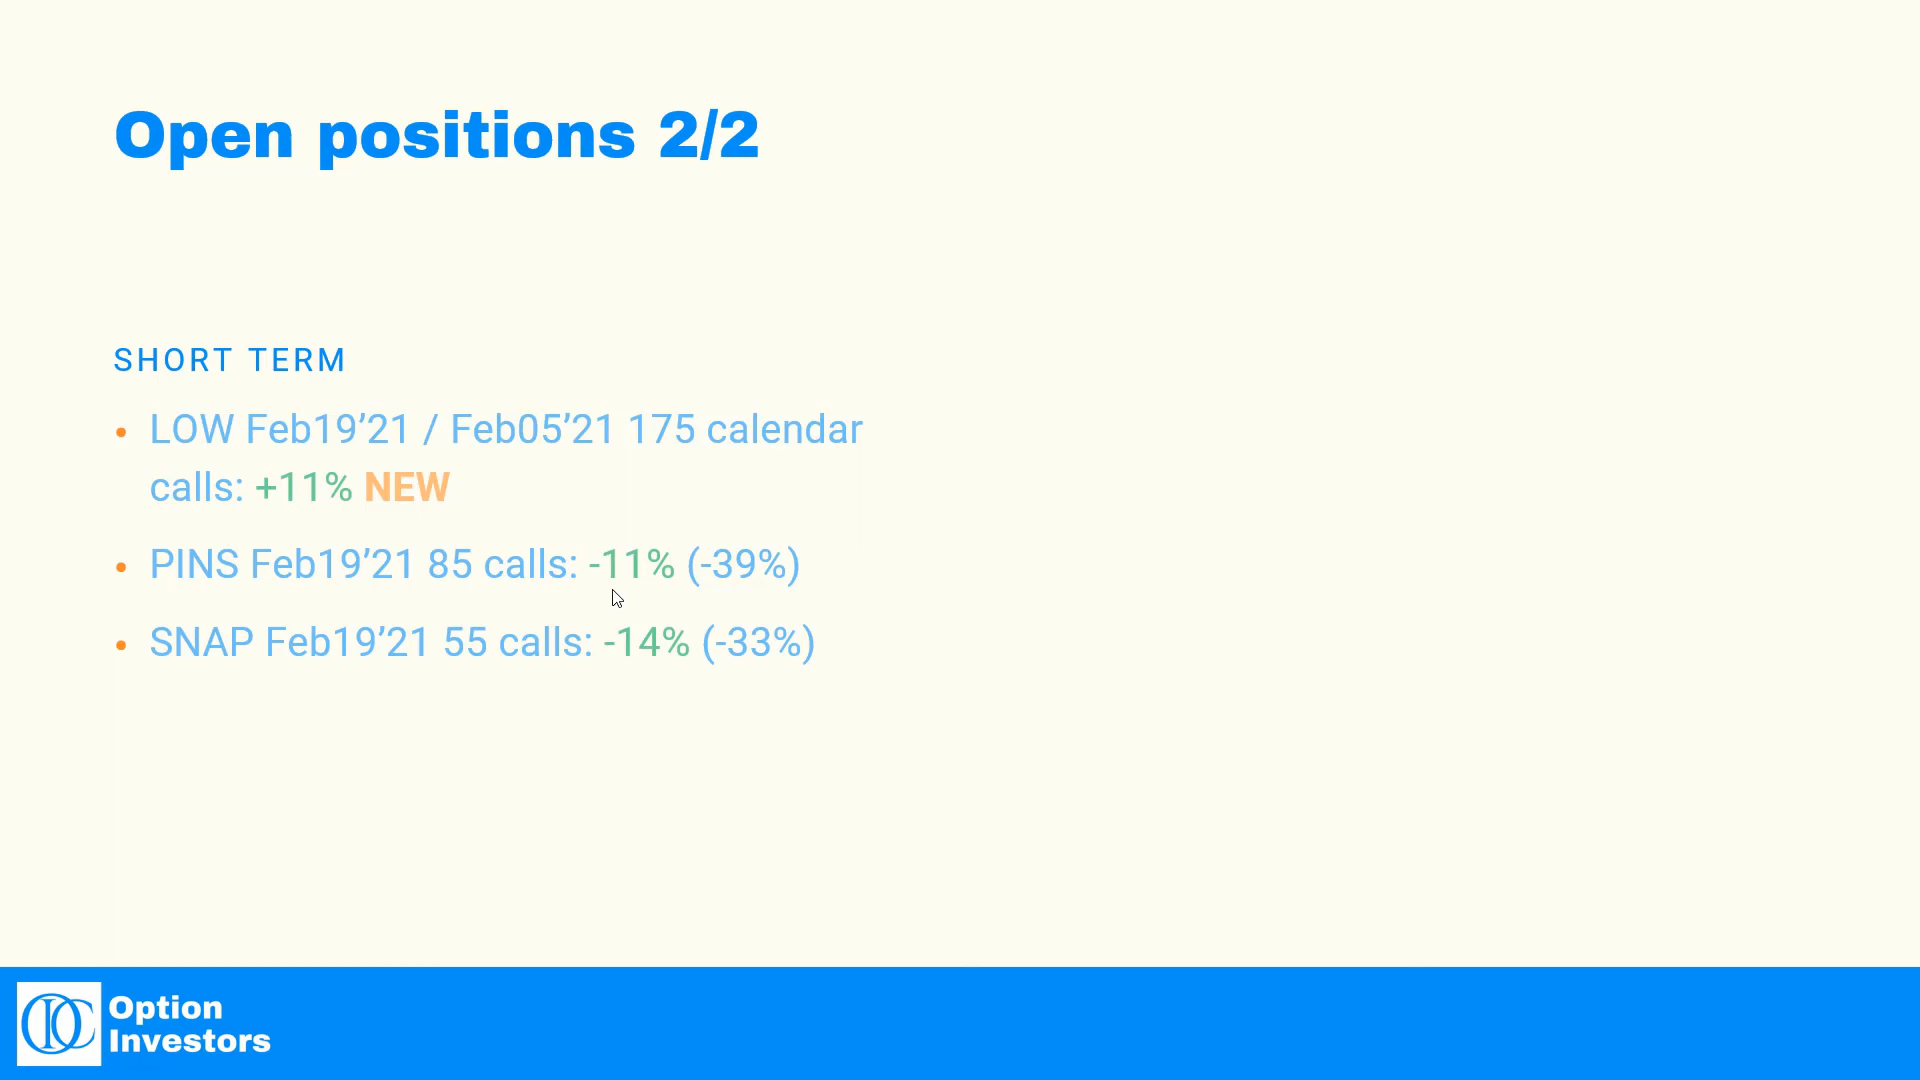 Open positions 2/2
SHORT TERM
• LOW Feb19’21 / Feb05’21 175 calendar
calls: +11% NEW
• PINS Feb19’21 85 calls: -11% (-39%)
• SNAP Feb19’21 55 calls: -14% (-33%)
Option
Investors